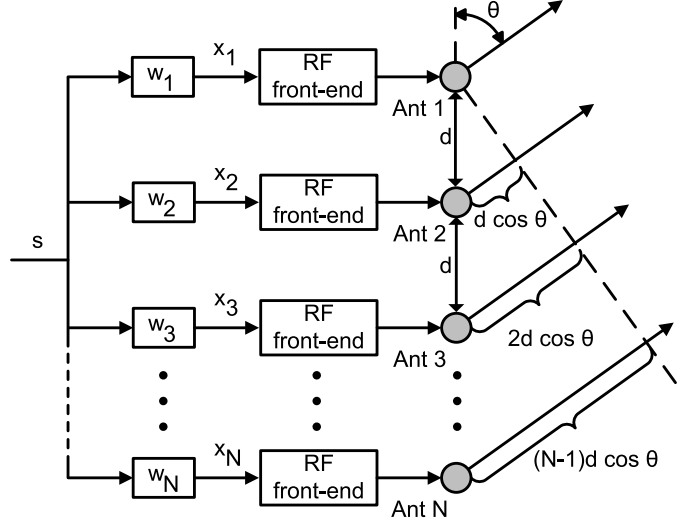 θ
w1 x1 RF front-end
Ant 1
d
w2 x2 RF front-end
Ant 2 d cos θ
s
d
w3 x3 RF front-end
Ant 3 2d cos θ
wN xN RF front-end
(N-1)d cos θ
Ant N